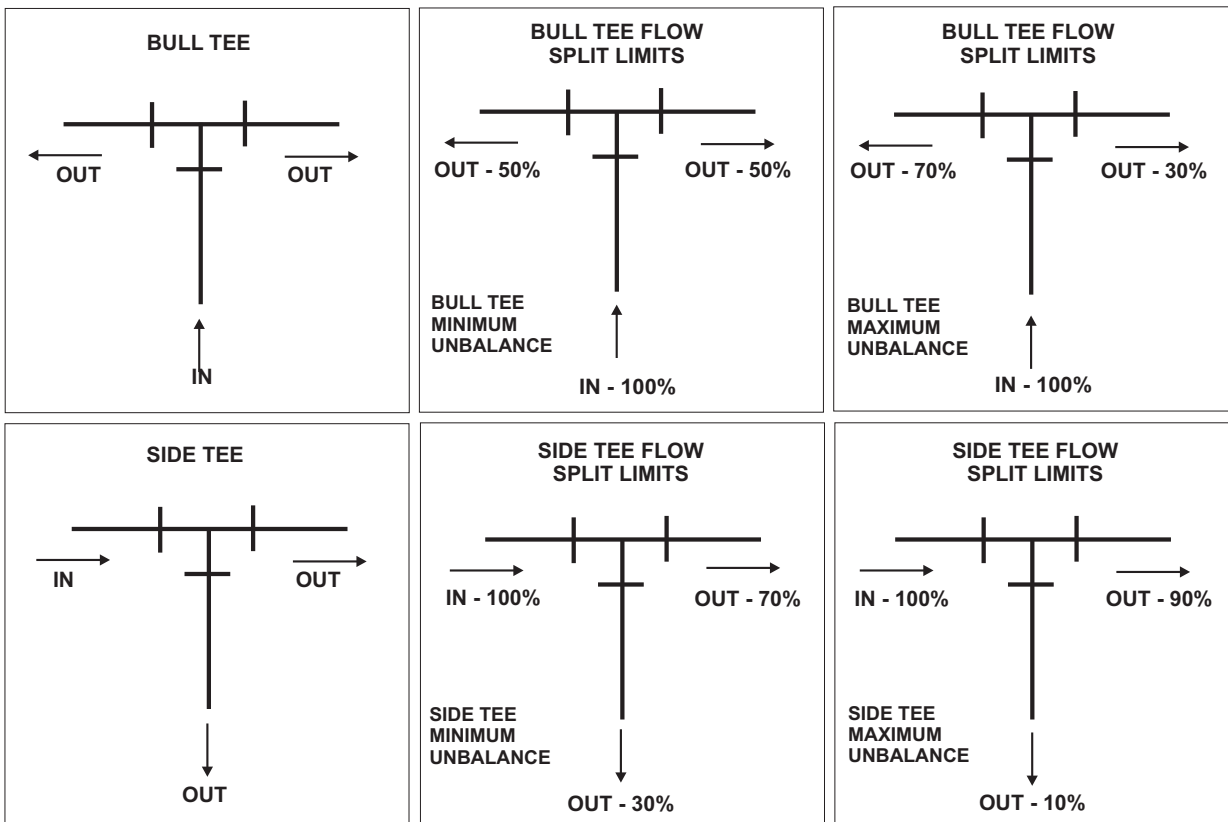 BULL TEE
OUT
OUT
IN
BULL TEE FLOW
SPLIT LIMITS
OUT - 50%
OUT - 50%
BULL TEE
MINIMUM
UNBALANCE
IN - 100%
BULL TEE FLOW
SPLIT LIMITS
OUT - 70%
OUT - 30%
BULL TEE
MAXIMUM
UNBALANCE
IN - 100%
SIDE TEE
IN
OUT
OUT
SIDE TEE FLOW
SPLIT LIMITS
IN - 100%
OUT - 70%
SIDE TEE
MINIMUM
UNBALANCE
OUT - 30%
SIDE TEE FLOW
SPLIT LIMITS
IN - 100%
OUT - 90%
SIDE TEE
MAXIMUM
UNBALANCE
OUT - 10%